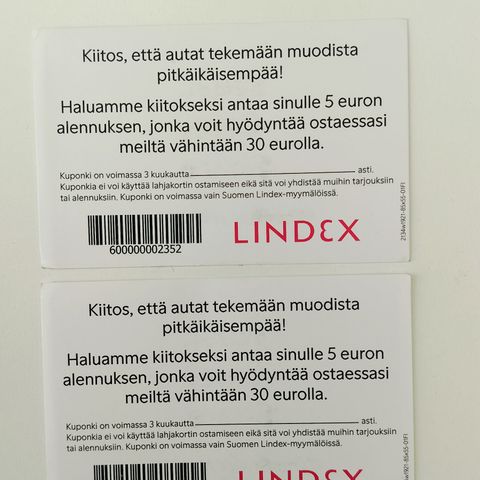 Kiitos, että autat tekemään muodista
pitkäikäisempää!
Haluamme kiitokseksi antaa sinulle 5 euron
alennuksen, jonka voit hyödyntää ostaessasi
meiltä vähintään 30 eurolla.
Kuponki on voimassa 3 kuukautta asti.
Kuponkia ei voi käyttää lahjakortin ostamiseen eikä sitä voi yhdistää muihin tarjouksiin
tai alennuksiin. Kuponki on voimassa vain Suomen Lindex-myymälöissä.
600000002352
LINDEX
2134w1921-85x55-01FI
Kiitos, että autat tekemään muodista
pitkäikäisempää!
Haluamme kiitokseksi antaa sinulle 5 euron
alennuksen, jonka voit hyödyntää ostaessasi
meiltä vähintään 30 eurolla.
Kuponki on voimassa 3 kuukautta asti.
Kuponkia ei voi käyttää lahjakortin ostamiseen eikä sitä voi yhdistää muihin tarjouksiin
tai alennuksiin. Kuponki on voimassa vain Suomen Lindex-myymälöissä.
LINDEX